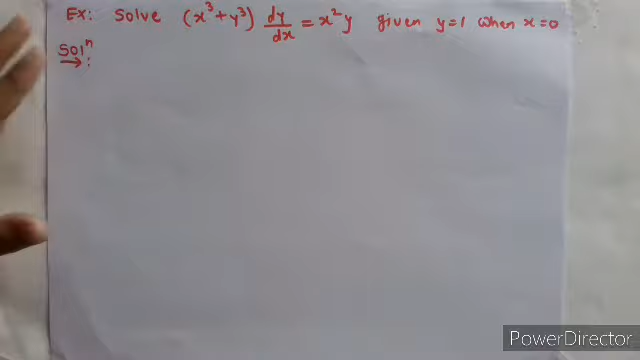 Ex: Solve (x³+y³) dy/dx = x²y given y=1 when x=0
Solⁿ
→:
PowerDirector